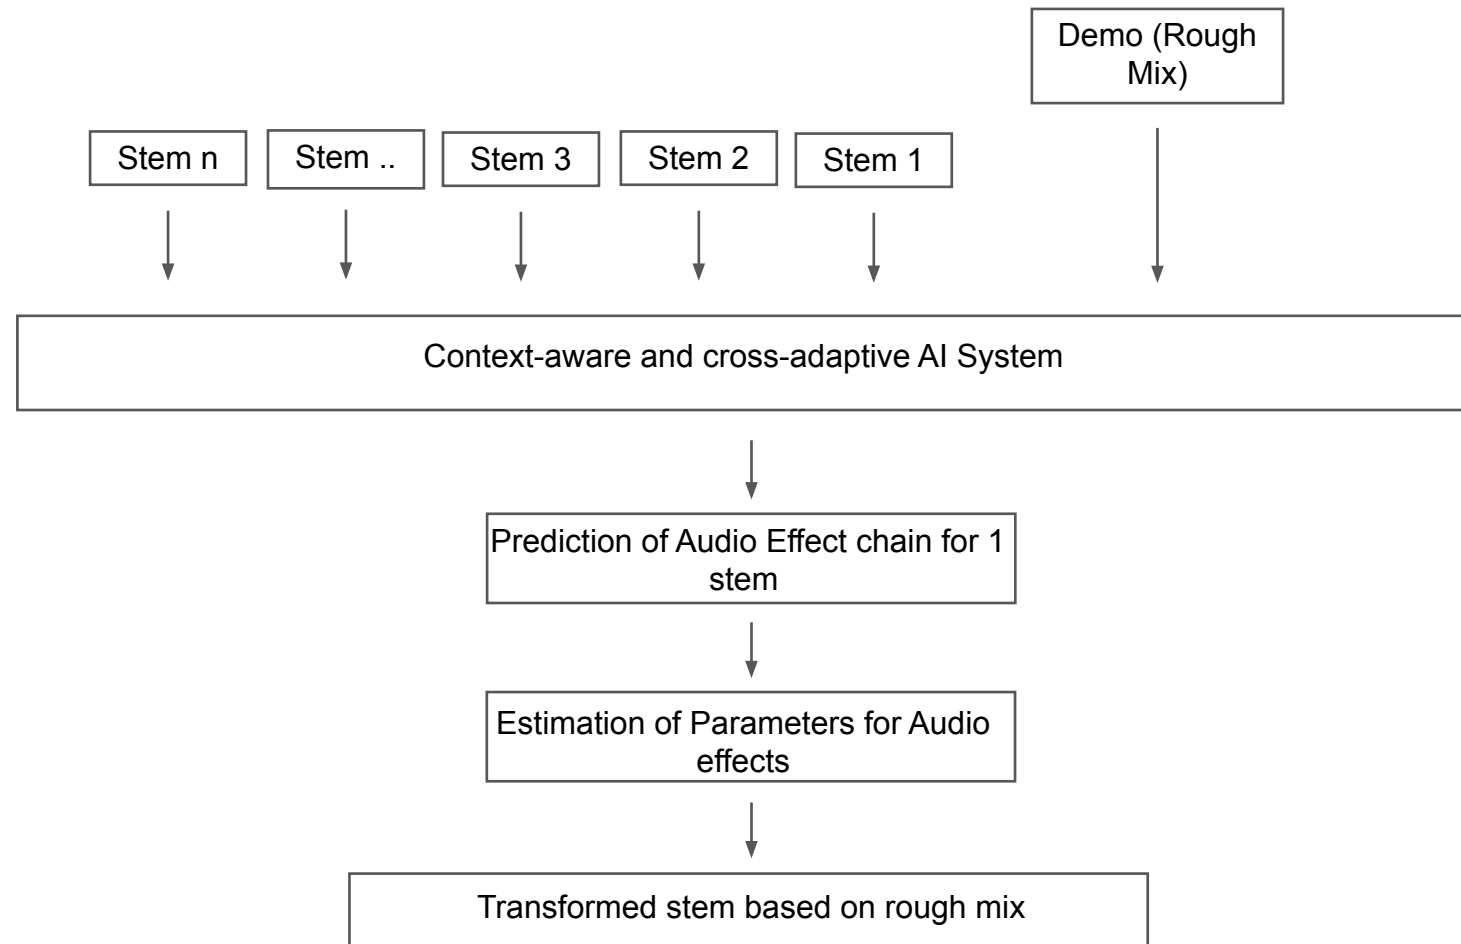 Demo (Rough
Mix)
Stem n
Stem ..
Stem 3
Stem 2
Stem 1
Context-aware and cross-adaptive AI System
Prediction of Audio Effect chain for 1
stem
Estimation of Parameters for Audio
effects
Transformed stem based on rough mix